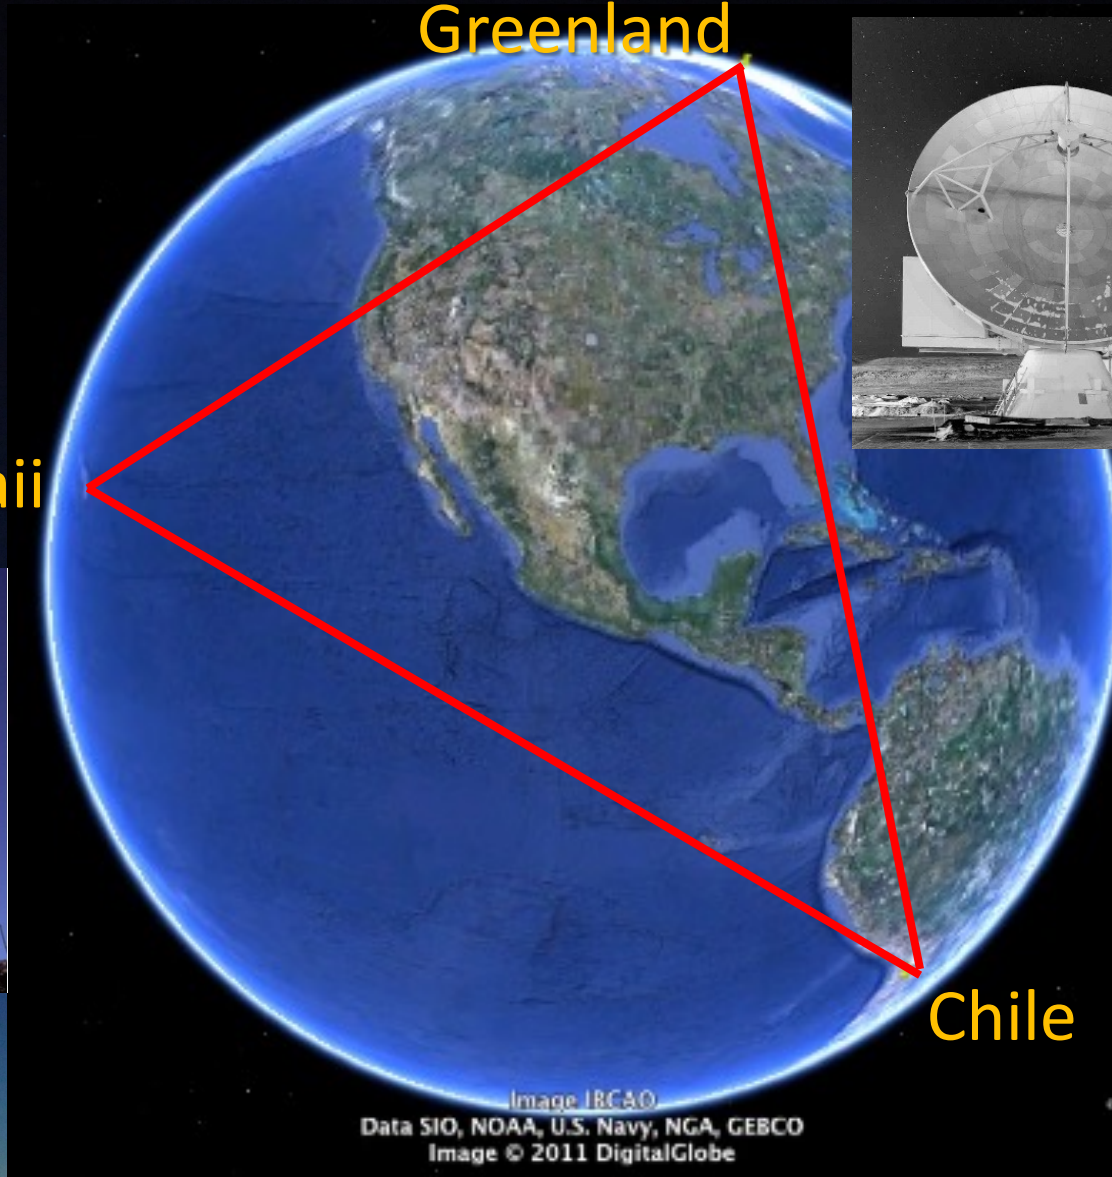 Greenland
ii
Chile
Image IBCAO
Data SIO, NOAA, U.S. Navy, NGA, GEBCO
Image © 2011 DigitalGlobe